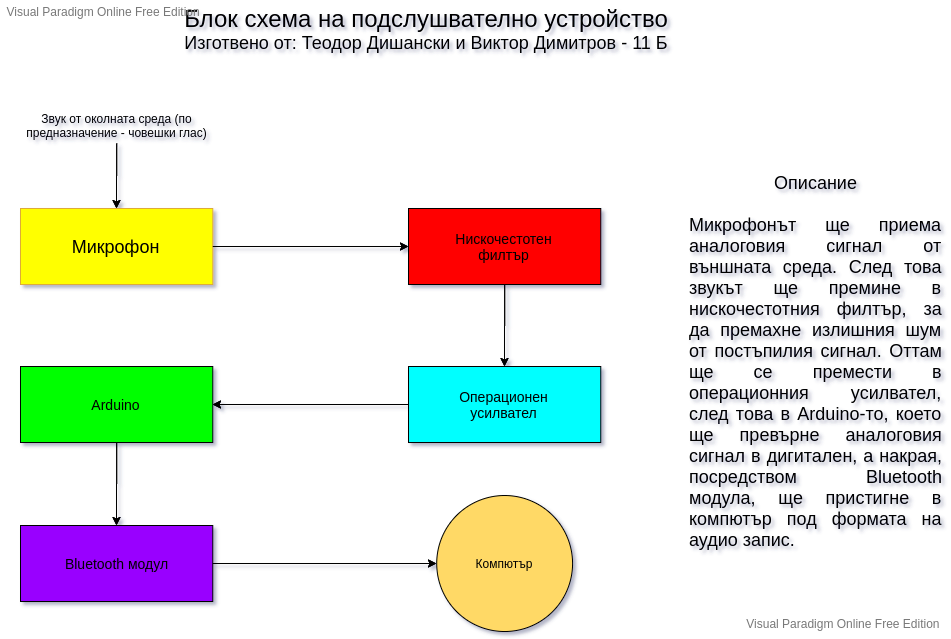 Visual Paradigm Online Free Edition
Блок схема на подслушвателно устройство
Изготвено от: Теодор Дишански и Виктор Димитров - 11 Б
Звук от околната среда (по
предназначение - човешки глас)
Микрофон
Нискочестотен
филтър
Arduino
Операционен
усилвател
Bluetooth модул
Компютър
Описание
Микрофонът ще приема
аналоговия сигнал от
външната среда. След това
звукът ще премине в
нискочестотния филтър, за
да премахне излишния шум
от постъпилия сигнал. Оттам
ще се премести в
операционния усилвател,
след това в Arduino-то, което
ще превърне аналоговия
сигнал в дигитален, а накрая,
посредством Bluetooth
модула, ще пристигне в
компютър под формата на
аудио запис.
Visual Paradigm Online Free Edition